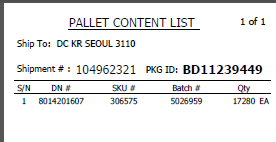 PALLET CONTENT LIST 1 of 1
Ship To: DC KR SEOUL 3110
Shipment # : 104962321 PKG ID: BD11239449
S/N DN # SKU # Batch # Qty
1 8014201607 306575 5026959 17280 EA